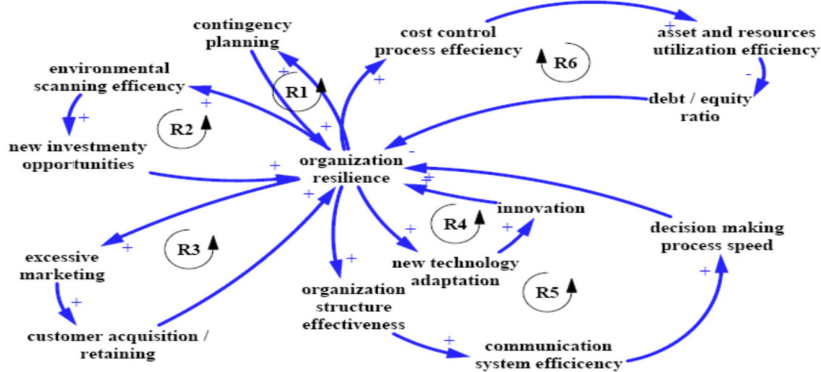 contingency
planning
cost control
process effeciency
asset and resources
utilization efficiency
environmental
scanning efficency
+
+
+
-
R1
R6
+
+
debt / equity
ratio
R2
new investmenty
opportunities
+
-
+
organization
resilience
+
+
+
innovation
R4
decision making
process speed
R3
excessive
marketing
+
+
+
new technology
adaptation
+
+
R5
organization
structure
effectiveness
+
customer acquisition /
retaining
+
communication
system efficicency